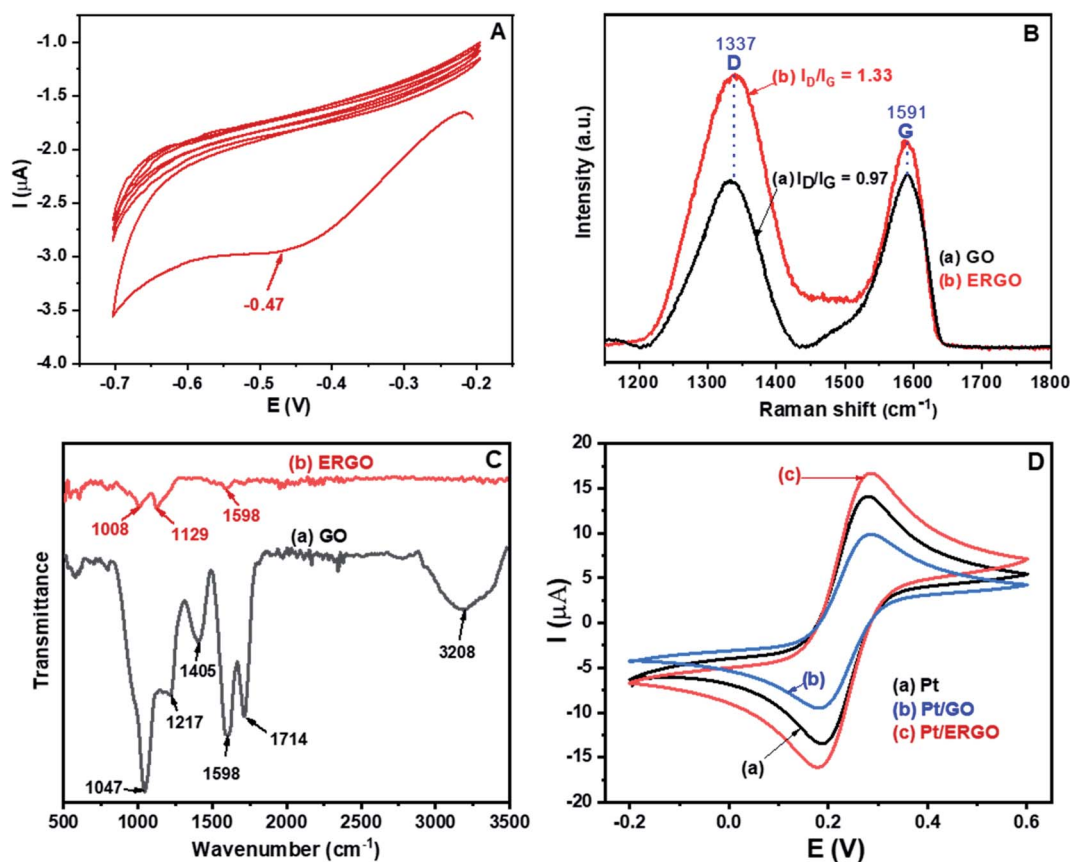 A
-1.0
-1.5
-2.0
-2.5
-3.0
-3.5
-4.0
I (μA)
-0.47
-0.7 -0.6 -0.5 -0.4 -0.3 -0.2
E (V)
B
1337
D
(b) I_D/I_G = 1.33
1591
G
(a) I_D/I_G = 0.97
(a) GO
(b) ERGO
Intensity (a.u.)
1200 1300 1400 1500 1600 1700 1800
Raman shift (cm⁻¹)
C
(b) ERGO
1008
1129
1598
(a) GO
1405
3208
1217
1714
1598
1047
Transmittance
500 1000 1500 2000 2500 3000 3500
Wavenumber (cm⁻¹)
D
20
15
10
5
0
-5
-10
-15
-20
I (μA)
(c)
(b)
(a)
(a) Pt
(b) Pt/GO
(c) Pt/ERGO
-0.2 0.0 0.2 0.4 0.6
E (V)